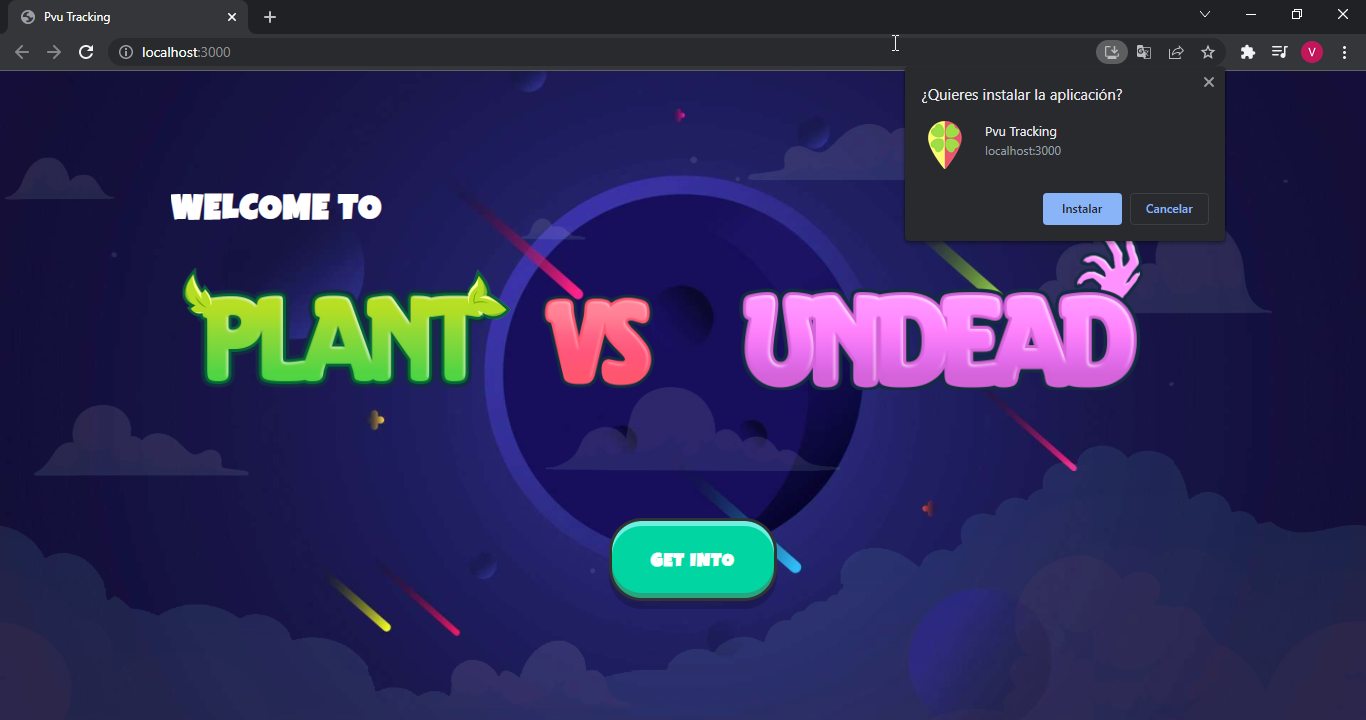 Pvu Tracking
localhost:3000
V
¿Quieres instalar la aplicación?
Pvu Tracking
localhost:3000
Instalar
Cancelar
WELCOME TO
PLANT VS UNDEAD
GET INTO